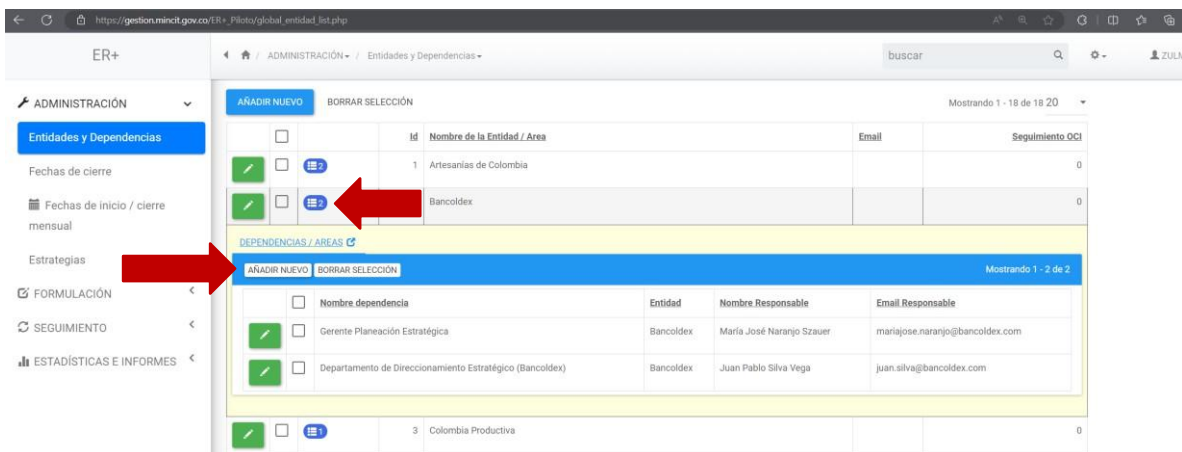 https://gestion.mincit.gov.co/ER+_Piloto/global_entidad_list.php
ER+
/ ADMINISTRACIÓN / Entidades y Dependencias
buscar
ZULM
ADMINISTRACIÓN
Entidades y Dependencias
Fechas de cierre
Fechas de inicio / cierre
mensual
Estrategias
FORMULACIÓN
SEGUIMIENTO
ESTADÍSTICAS E INFORMES
AÑADIR NUEVO BORRAR SELECCIÓN Mostrando 1 - 18 de 18 20
Id Nombre de la Entidad / Area Email Seguimiento OCI
2 1 Artesanías de Colombia 0
2 Bancoldex 0
DEPENDENCIAS / AREAS
AÑADIR NUEVO BORRAR SELECCIÓN Mostrando 1 - 2 de 2
Nombre dependencia Entidad Nombre Responsable Email Responsable
Gerente Planeación Estratégica Bancoldex María José Naranjo Szauer mariajose.naranjo@bancoldex.com
Departamento de Direccionamiento Estratégico (Bancoldex) Bancoldex Juan Pablo Silva Vega juan.silva@bancoldex.com
1 3 Colombia Productiva 0